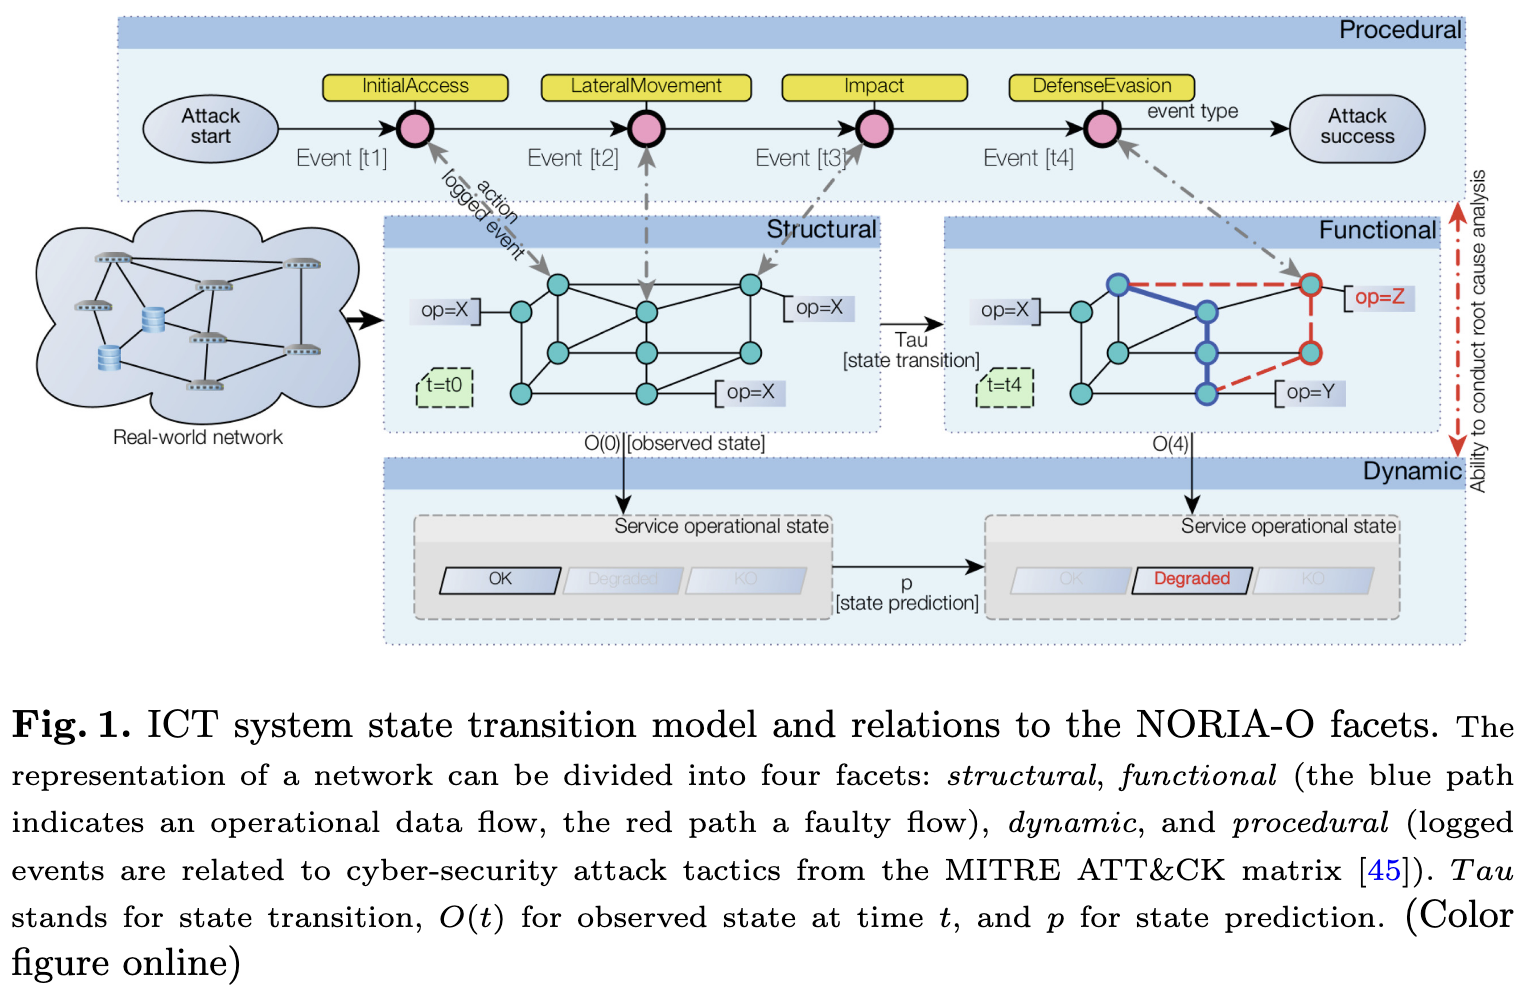 Procedural
InitialAccess
LateralMovement
Impact
DefenseEvasion
Attack
start
event type
Attack
success
Event [t1]
Event [t2]
Event [t3]
Event [t4]
action
logged event
Structural
Functional
Ability to conduct root cause analysis
op=X
op=X
op=X
t=t0
Tau
[state transition]
op=X
op=Z
op=Y
t=t4
Real-world network
O(0) [observed state]
O(4)
Dynamic
Service operational state
OK
Degraded
KO
p
[state prediction]
Service operational state
OK
Degraded
KO
Fig. 1. ICT system state transition model and relations to the NORIA-O facets. The
representation of a network can be divided into four facets: structural, functional (the blue path
indicates an operational data flow, the red path a faulty flow), dynamic, and procedural (logged
events are related to cyber-security attack tactics from the MITRE ATT&CK matrix [45]). Tau
stands for state transition, O(t) for observed state at time t, and p for state prediction. (Color
figure online)